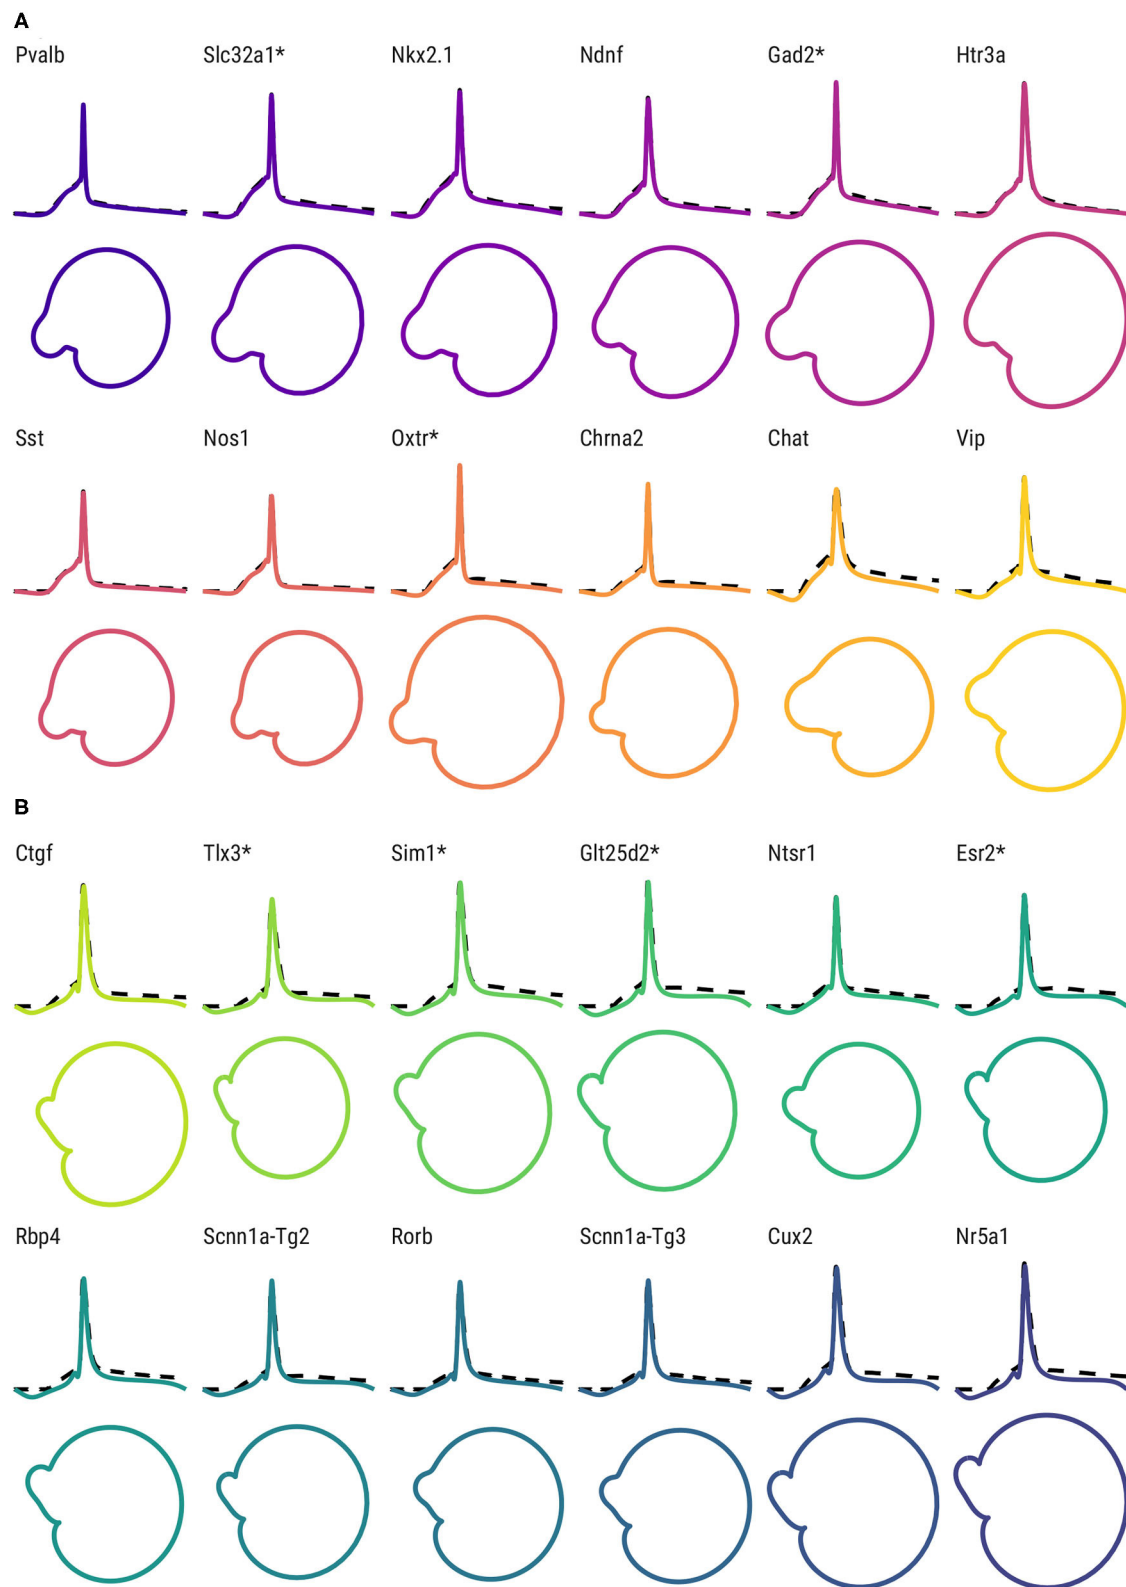 A
Pvalb Slc32a1* Nkx2.1 Ndnf Gad2* Htr3a
Sst Nos1 Oxtr* Chrna2 Chat Vip
B
Ctgf Tlx3* Sim1* Glt25d2* Ntsr1 Esr2*
Rbp4 Scnn1a-Tg2 Rorb Scnn1a-Tg3 Cux2 Nr5a1